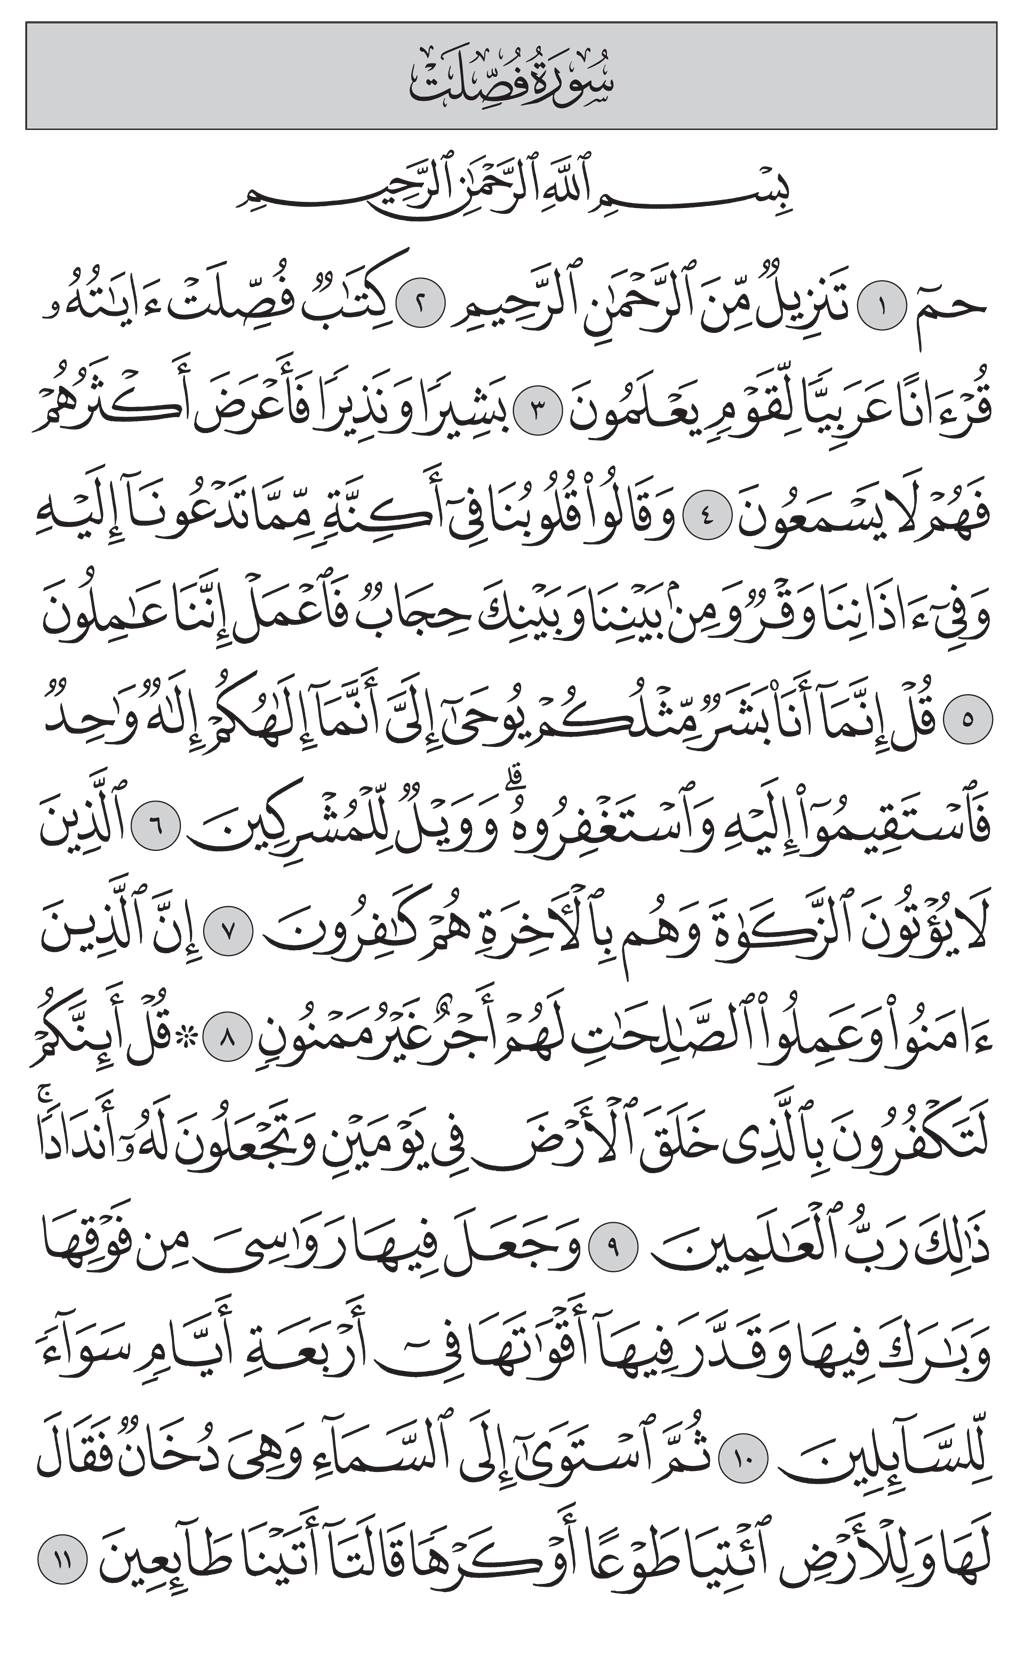 سُورَةُ فُصِّلَتْ
بِسْمِ ٱللَّهِ ٱلرَّحْمَٰنِ ٱلرَّحِيمِ
حمٓ ١ تَنزِيلٌ مِّنَ ٱلرَّحْمَٰنِ ٱلرَّحِيمِ ٢ كِتَٰبٌ فُصِّلَتْ ءَايَٰتُهُۥ
قُرْءَانًا عَرَبِيًّا لِّقَوْمٍ يَعْلَمُونَ ٣ بَشِيرًا وَنَذِيرًا فَأَعْرَضَ أَكْثَرُهُمْ
فَهُمْ لَا يَسْمَعُونَ ٤ وَقَالُوا۟ قُلُوبُنَا فِىٓ أَكِنَّةٍ مِّمَّا تَدْعُونَآ إِلَيْهِ
وَفِىٓ ءَاذَانِنَا وَقْرٌ وَمِنۢ بَيْنِنَا وَبَيْنِكَ حِجَابٌ فَٱعْمَلْ إِنَّنَا عَٰمِلُونَ
٥ قُلْ إِنَّمَآ أَنَا۠ بَشَرٌ مِّثْلُكُمْ يُوحَىٰٓ إِلَىَّ أَنَّمَآ إِلَٰهُكُمْ إِلَٰهٌ وَٰحِدٌ
فَٱسْتَقِيمُوٓا۟ إِلَيْهِ وَٱسْتَغْفِرُوهُ ۗ وَوَيْلٌ لِّلْمُشْرِكِينَ ٦ ٱلَّذِينَ
لَا يُؤْتُونَ ٱلزَّكَوٰةَ وَهُم بِٱلْـَٔاخِرَةِ هُمْ كَٰفِرُونَ ٧ إِنَّ ٱلَّذِينَ
ءَامَنُوا۟ وَعَمِلُوا۟ ٱلصَّٰلِحَٰتِ لَهُمْ أَجْرٌ غَيْرُ مَمْنُونٍ ٨ ۞ قُلْ أَئِنَّكُمْ
لَتَكْفُرُونَ بِٱلَّذِى خَلَقَ ٱلْأَرْضَ فِى يَوْمَيْنِ وَتَجْعَلُونَ لَهُۥٓ أَندَادًا ۚ
ذَٰلِكَ رَبُّ ٱلْعَٰلَمِينَ ٩ وَجَعَلَ فِيهَا رَوَٰسِىَ مِن فَوْقِهَا
وَبَٰرَكَ فِيهَا وَقَدَّرَ فِيهَآ أَقْوَٰتَهَا فِىٓ أَرْبَعَةِ أَيَّامٍ سَوَآءً
لِّلسَّآئِلِينَ ١٠ ثُمَّ ٱسْتَوَىٰٓ إِلَى ٱلسَّمَآءِ وَهِىَ دُخَانٌ فَقَالَ
لَهَا وَلِلْأَرْضِ ٱئْتِيَا طَوْعًا أَوْ كَرْهًا قَالَتَآ أَتَيْنَا طَآئِعِينَ ١١